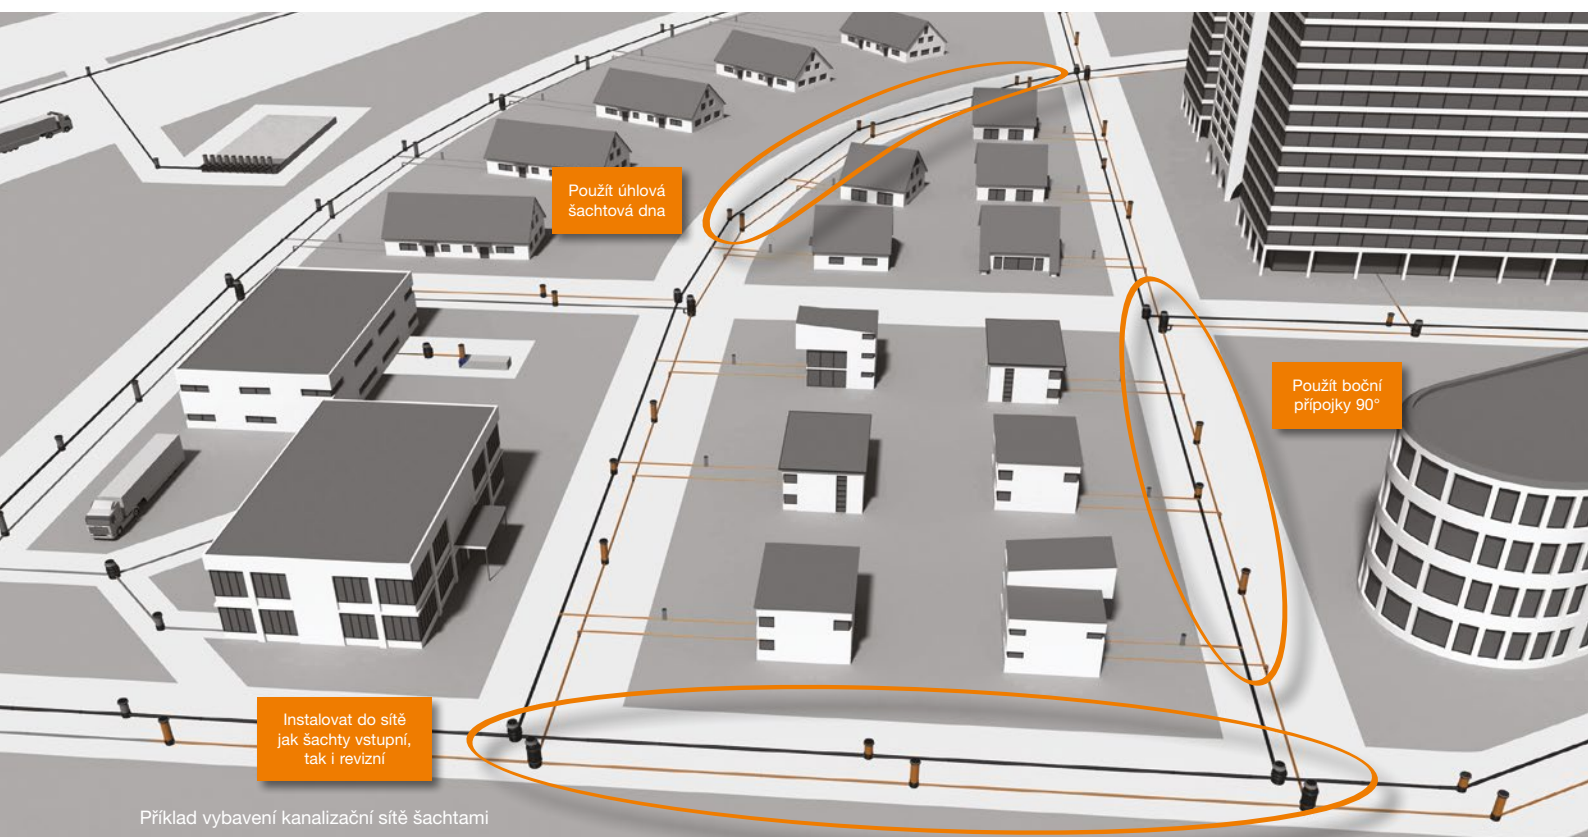 Použít úhlová
šachtová dna
Použít boční
přípojky 90°
Instalovat do sítě
jak šachty vstupní,
tak i revizní
Příklad vybavení kanalizační sítě šachtami